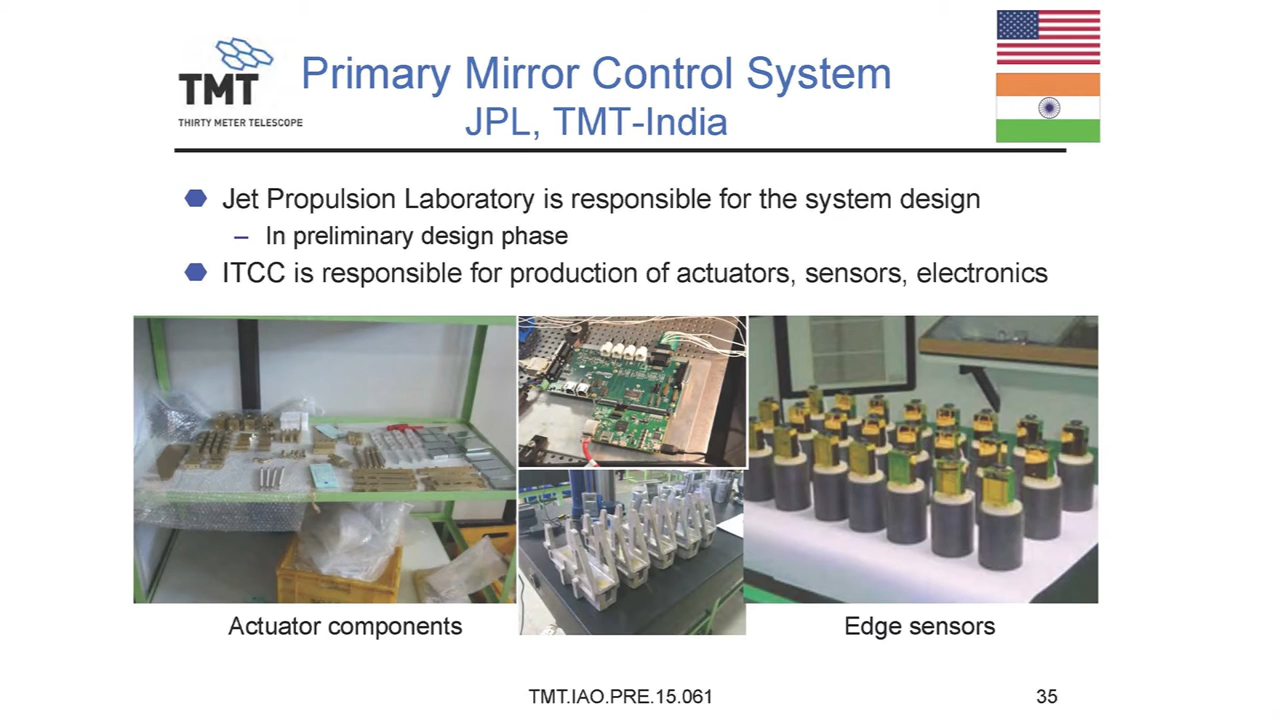 TMT
THIRTY METER TELESCOPE
Primary Mirror Control System
JPL, TMT-India
Jet Propulsion Laboratory is responsible for the system design
– In preliminary design phase
ITCC is responsible for production of actuators, sensors, electronics
Actuator components
Edge sensors
TMT.IAO.PRE.15.061
35